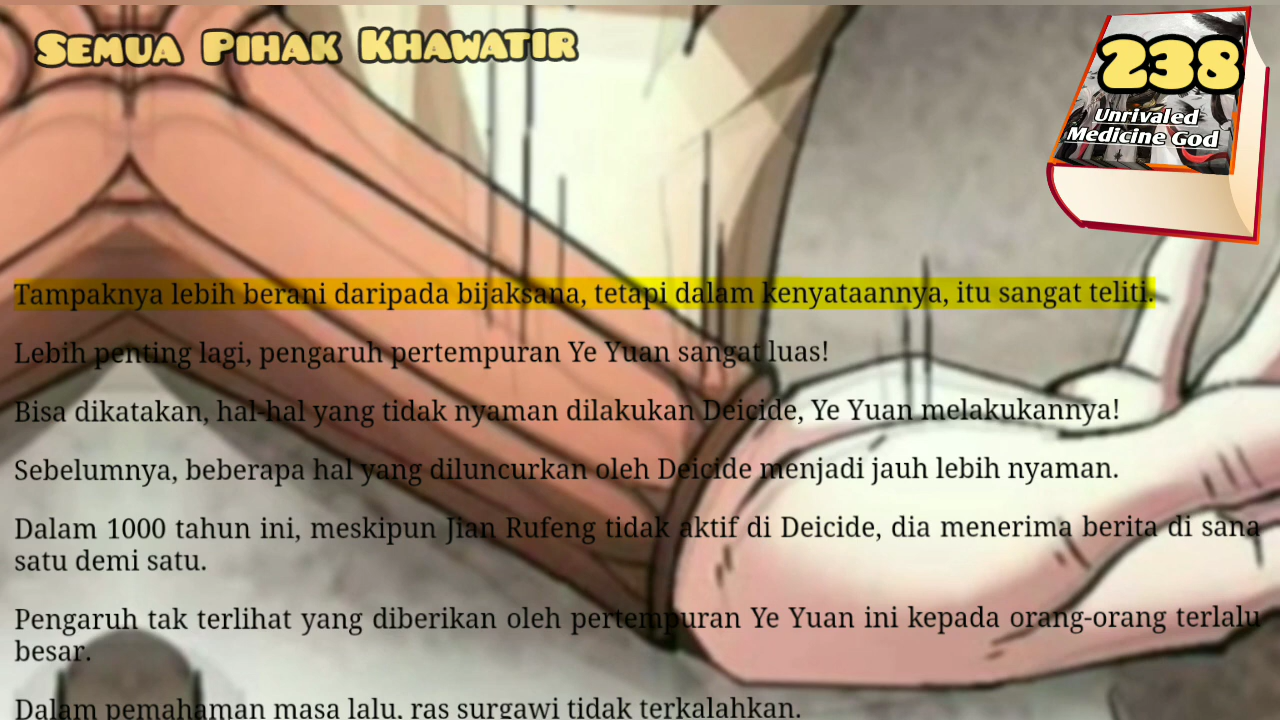 Semua Pihak Khawatir
238
Unrivaled
Medicine God
Tampaknya lebih berani daripada bijaksana, tetapi dalam kenyataannya, itu sangat teliti.
Lebih penting lagi, pengaruh pertempuran Ye Yuan sangat luas!
Bisa dikatakan, hal-hal yang tidak nyaman dilakukan Deicide, Ye Yuan melakukannya!
Sebelumnya, beberapa hal yang diluncurkan oleh Deicide menjadi jauh lebih nyaman.
Dalam 1000 tahun ini, meskipun Jian Rufeng tidak aktif di Deicide, dia menerima berita di sana
satu demi satu.
Pengaruh tak terlihat yang diberikan oleh pertempuran Ye Yuan ini kepada orang-orang terlalu
besar.
Dalam pemahaman masa lalu, ras surgawi tidak terkalahkan.